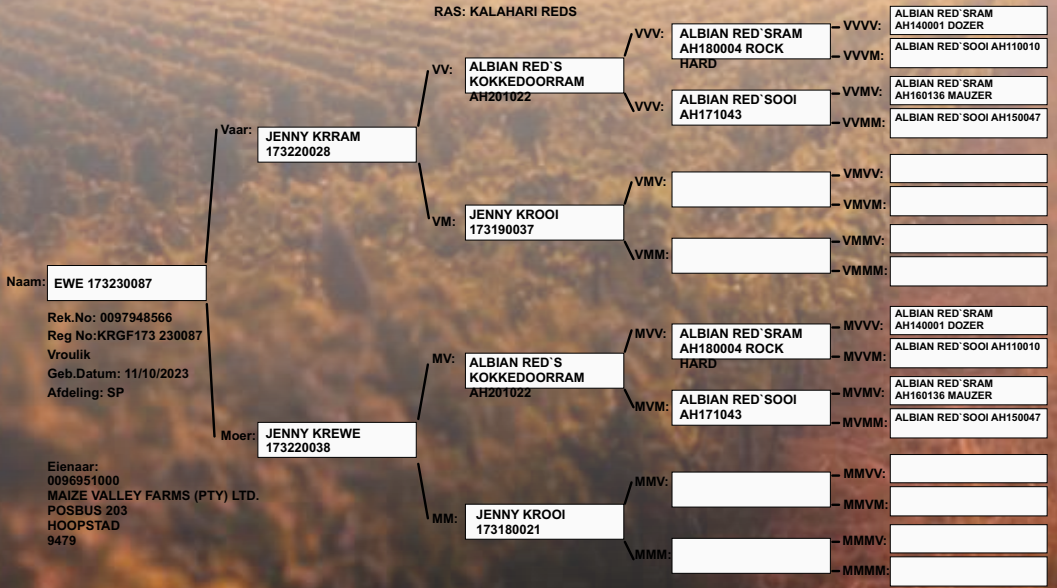 RAS: KALAHARI REDS
Naam:
EWE 173230087
Rek.No: 0097948566
Reg No:KRGF173 230087
Vroulik
Geb.Datum: 11/10/2023
Afdeling: SP
Eienaar:
0096951000
MAIZE VALLEY FARMS (PTY) LTD.
POSBUS 203
HOOPSTAD
9479
Vaar:
JENNY KRRAM
173220028
Moer:
JENNY KREWE
173220038
VV:
ALBIAN RED`S
KOKKEDOORRAM
AH201022
VM:
JENNY KROOI
173190037
MV:
ALBIAN RED`S
KOKKEDOORRAM
AH201022
MM:
JENNY KROOI
173180021
VVV:
ALBIAN RED`SRAM
AH180004 ROCK
HARD
VVV:
ALBIAN RED`SOOI
AH171043
VMV:
VMM:
MVV:
ALBIAN RED`SRAM
AH180004 ROCK
HARD
MVM:
ALBIAN RED`SOOI
AH171043
MMV:
MMM:
VVVV:
ALBIAN RED`SRAM
AH140001 DOZER
VVVM:
ALBIAN RED`SOOI AH110010
VVMV:
ALBIAN RED`SRAM
AH160136 MAUZER
VVMM:
ALBIAN RED`SOOI AH150047
VMVV:
VMVM:
VMMV:
VMMM:
MVVV:
ALBIAN RED`SRAM
AH140001 DOZER
MVVM:
ALBIAN RED`SOOI AH110010
MVMV:
ALBIAN RED`SRAM
AH160136 MAUZER
MVMM:
ALBIAN RED`SOOI AH150047
MMVV:
MMVM:
MMMV:
MMMM: